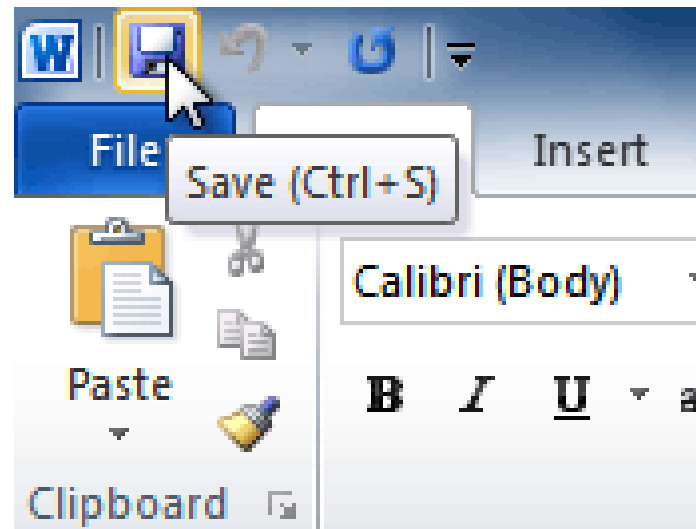 W
File
Insert
Save (Ctrl+S)
Calibri (Body)
Paste
B I U a
Clipboard